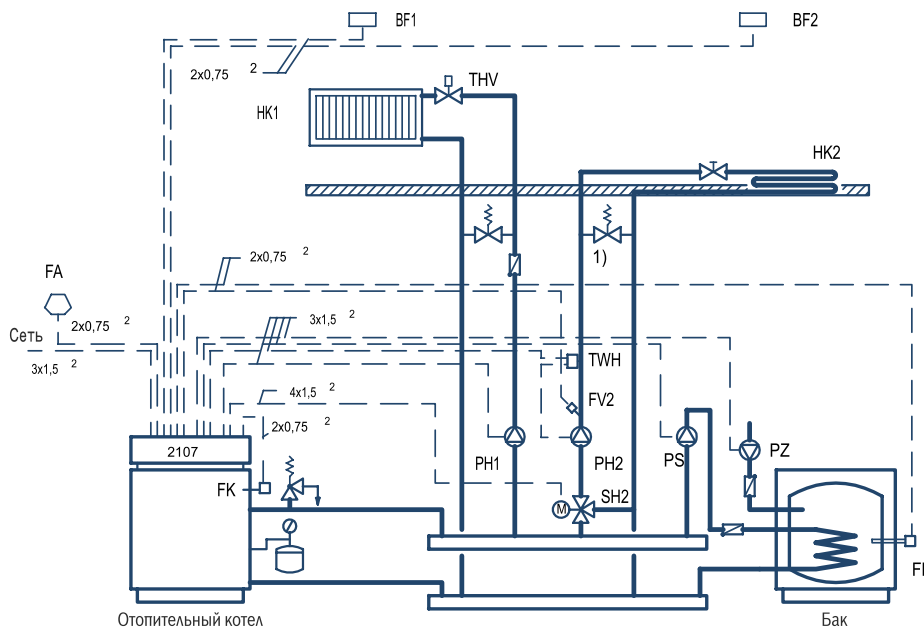 BF1
BF2
2x0,75 2
THV
HK1
HK2
2x0,75 2
1)
FA
2x0,75 2
3x1,5 2
Сеть
3x1,5 2
TWH
4x1,5 2
FV2
2x0,75 2
2107
PH1
PH2
PS
PZ
FK
SH2
M
Отопительный котел
Бак